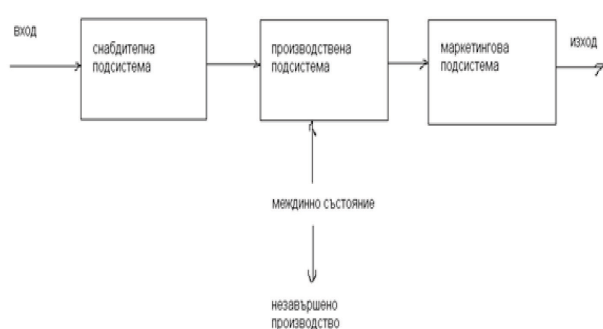 вход
снабдителна
подсистема
производствена
подсистема
маркетингова
подсистема
изход
междинно състояние
незавършено
производство